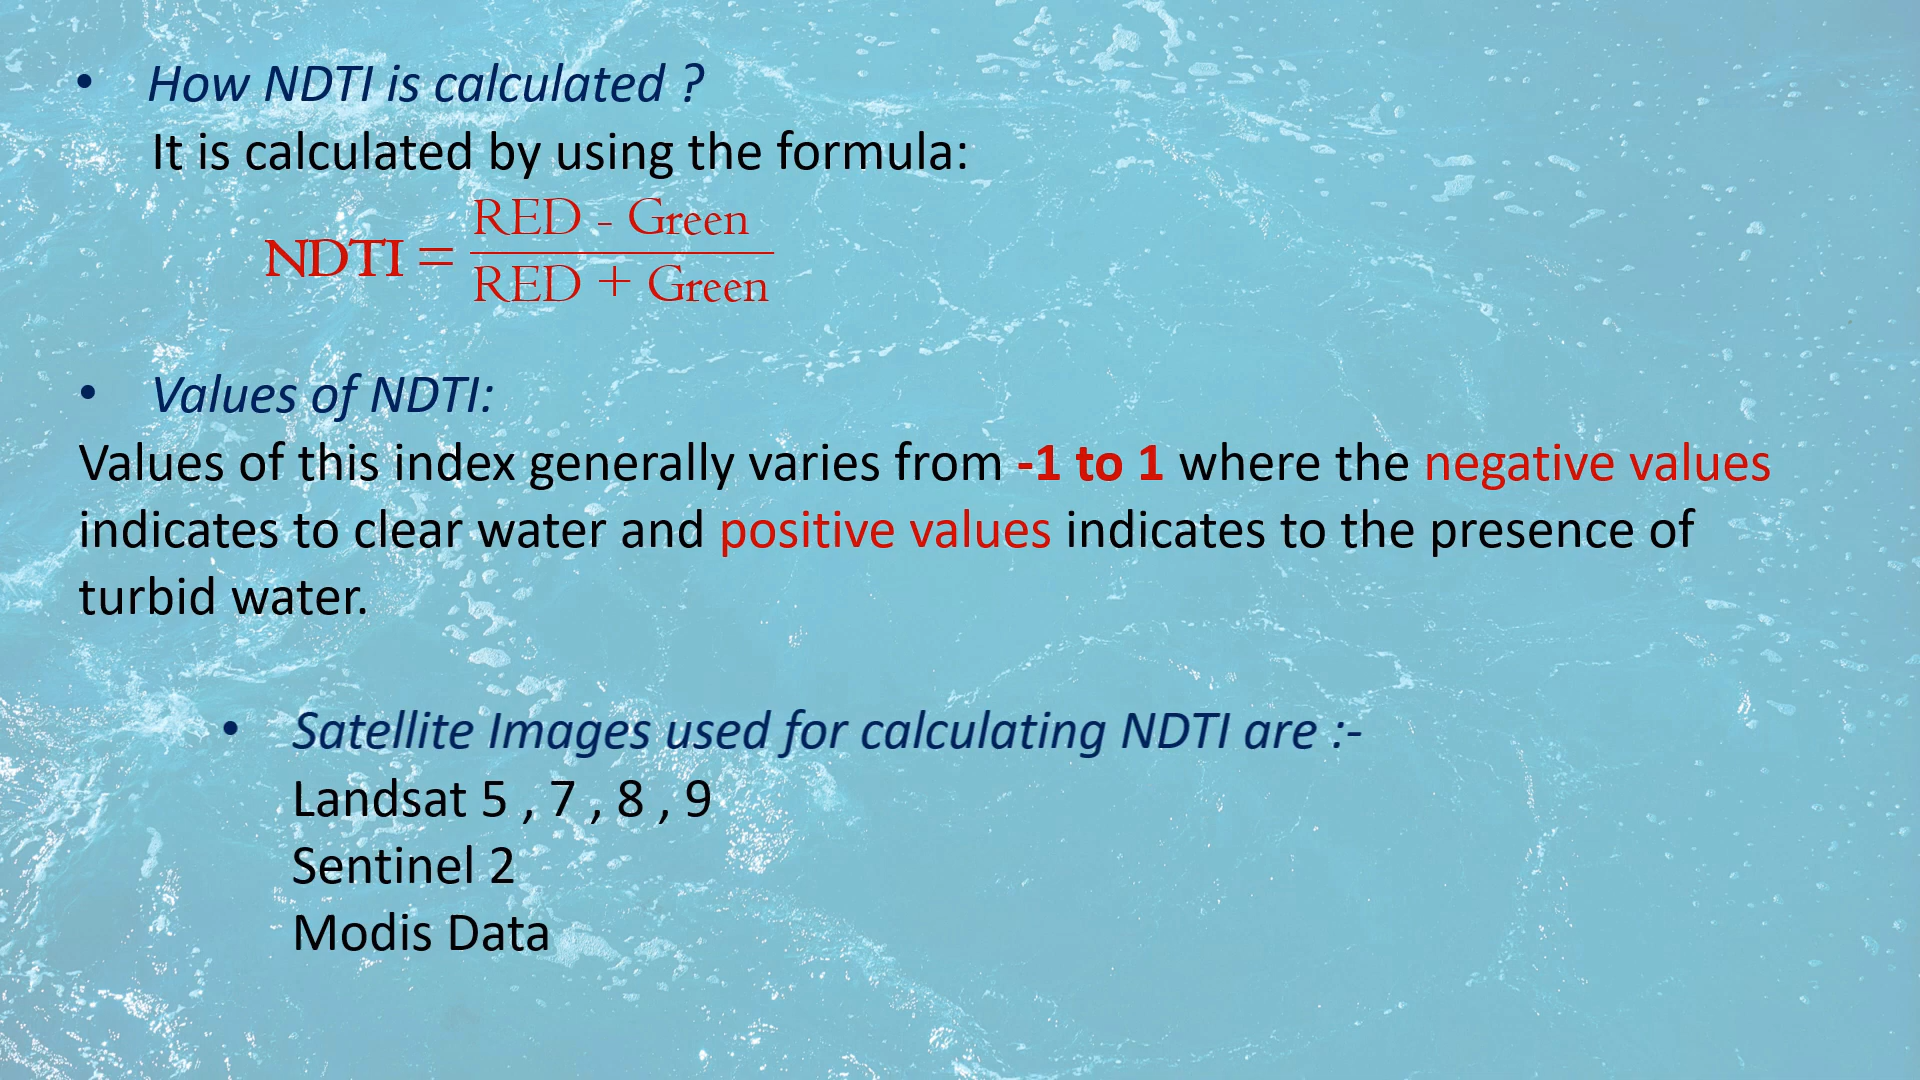 • How NDTI is calculated ?
It is calculated by using the formula:
RED - Green
NDTI =
RED + Green
• Values of NDTI:
Values of this index generally varies from -1 to 1 where the negative values
indicates to clear water and positive values indicates to the presence of
turbid water.
• Satellite Images used for calculating NDTI are :-
Landsat 5 , 7 , 8 , 9
Sentinel 2
Modis Data